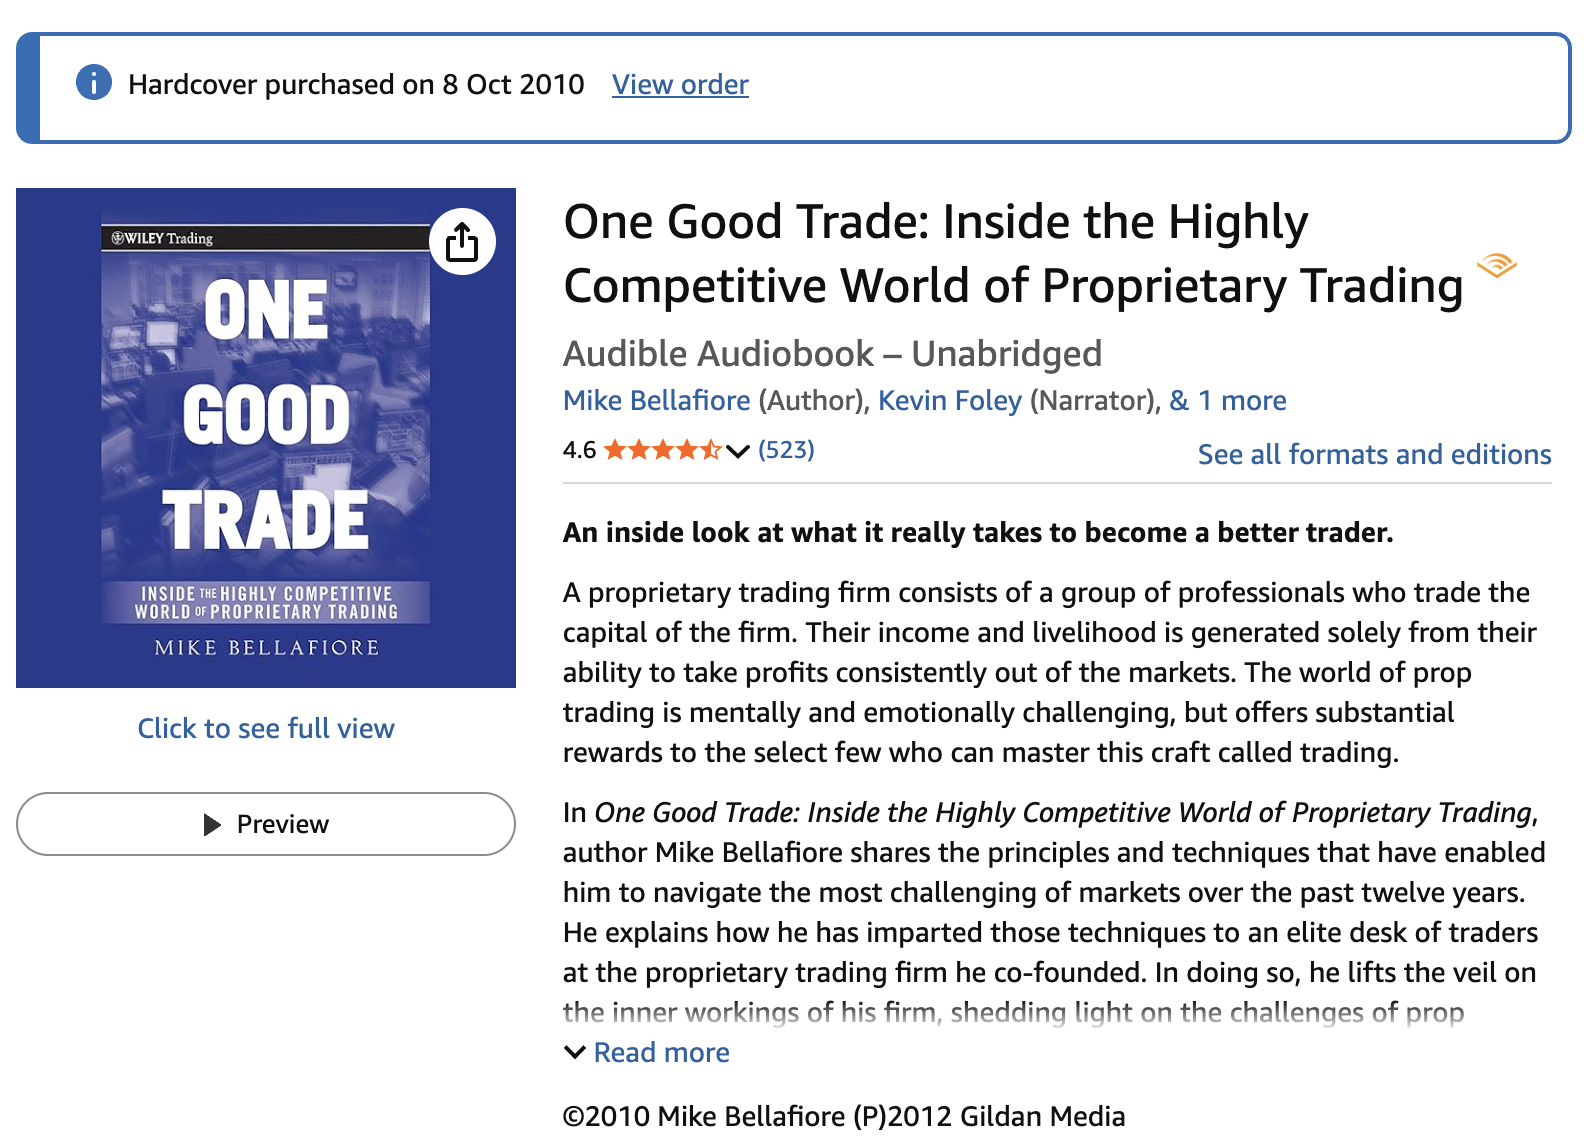 Hardcover purchased on 8 Oct 2010 View order
WILEY Trading
ONE
GOOD
TRADE
INSIDE THE HIGHLY COMPETITIVE
WORLD OF PROPRIETARY TRADING
MIKE BELLAFIORE
Click to see full view
Preview
One Good Trade: Inside the Highly
Competitive World of Proprietary Trading
Audible Audiobook – Unabridged
Mike Bellafiore (Author), Kevin Foley (Narrator), & 1 more
4.6 (523)
See all formats and editions
An inside look at what it really takes to become a better trader.
A proprietary trading firm consists of a group of professionals who trade the
capital of the firm. Their income and livelihood is generated solely from their
ability to take profits consistently out of the markets. The world of prop
trading is mentally and emotionally challenging, but offers substantial
rewards to the select few who can master this craft called trading.
In One Good Trade: Inside the Highly Competitive World of Proprietary Trading,
author Mike Bellafiore shares the principles and techniques that have enabled
him to navigate the most challenging of markets over the past twelve years.
He explains how he has imparted those techniques to an elite desk of traders
at the proprietary trading firm he co-founded. In doing so, he lifts the veil on
the inner workings of his firm, shedding light on the challenges of prop
Read more
©2010 Mike Bellafiore (P)2012 Gildan Media